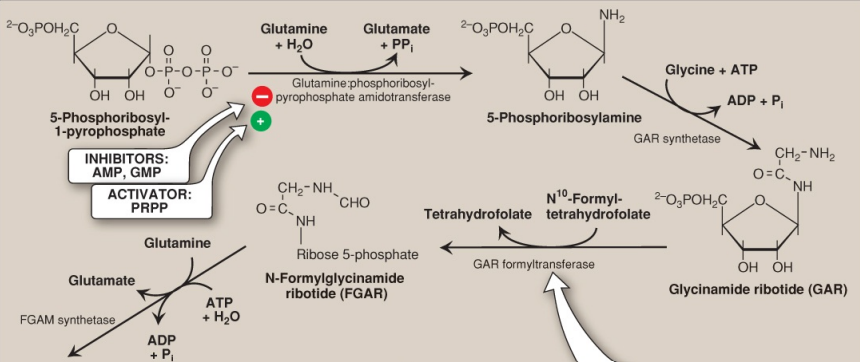 ²⁻O₃POH₂C
O
O
O
O-P-O-P-O⁻
O⁻
O⁻
OH OH
5-Phosphoribosyl-
1-pyrophosphate
Glutamine
+ H₂O
Glutamate
+ PPi
Glutamine:phosphoribosyl-
pyrophosphate amidotransferase
−
+
INHIBITORS:
AMP, GMP
ACTIVATOR:
PRPP
²⁻O₃POH₂C
O
NH₂
OH OH
5-Phosphoribosylamine
Glycine + ATP
ADP + Pi
GAR synthetase
CH₂-NH₂
O=C
NH
²⁻O₃POH₂C
O
OH OH
Glycinamide ribotide (GAR)
N¹⁰-Formyl-
tetrahydrofolate
Tetrahydrofolate
GAR formyltransferase
CH₂-NH
CHO
O=C
NH
Ribose 5-phosphate
N-Formylglycinamide
ribotide (FGAR)
Glutamine
Glutamate
ATP
+ H₂O
FGAM synthetase
ADP
+ Pi